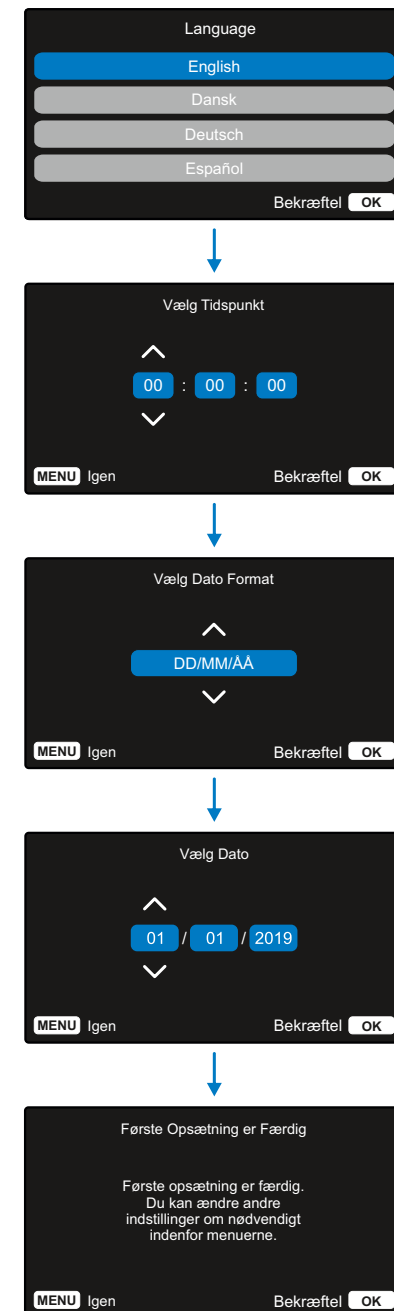 Language
English
Dansk
Deutsch
Español
Bekræftel OK
Vælg Tidspunkt
00 : 00 : 00
MENU Igen Bekræftel OK
Vælg Dato Format
DD/MM/ÅÅ
MENU Igen Bekræftel OK
Vælg Dato
01 / 01 / 2019
MENU Igen Bekræftel OK
Første Opsætning er Færdig
Første opsætning er færdig.
Du kan ændre andre
indstillinger om nødvendigt
indenfor menuerne.
MENU Igen Bekræftel OK